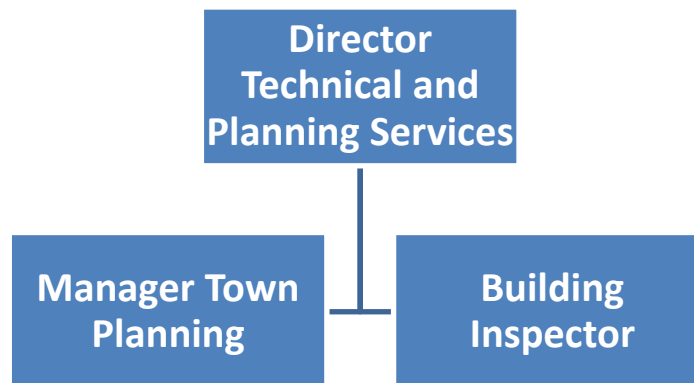 Director
Technical and
Planning Services
Manager Town
Planning
Building
Inspector